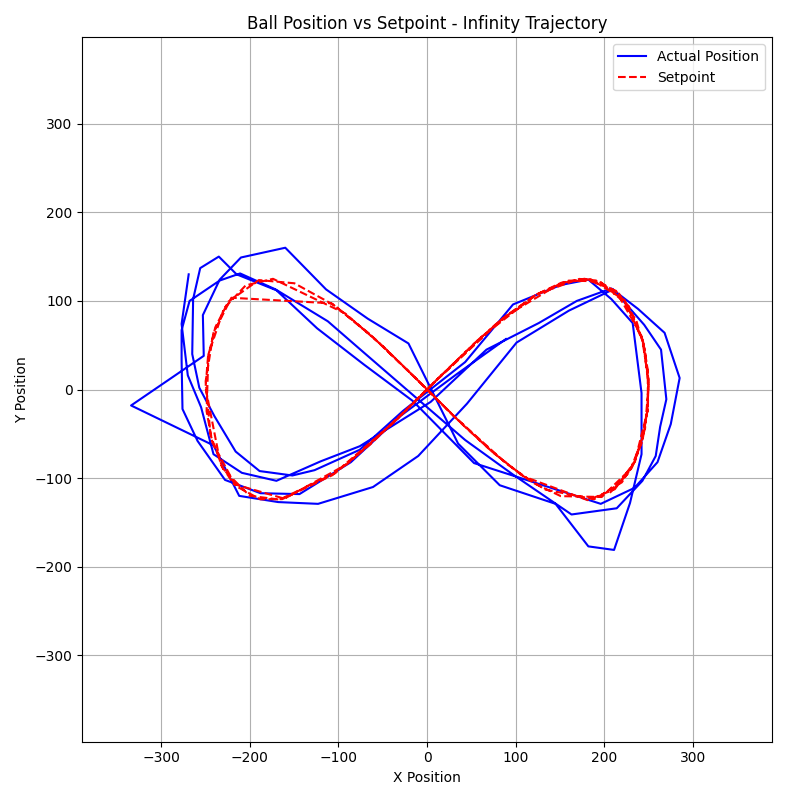 Ball Position vs Setpoint - Infinity Trajectory
Actual Position
Setpoint
300
200
100
0
−100
−200
−300
Y Position
−300
−200
−100
0
100
200
300
X Position